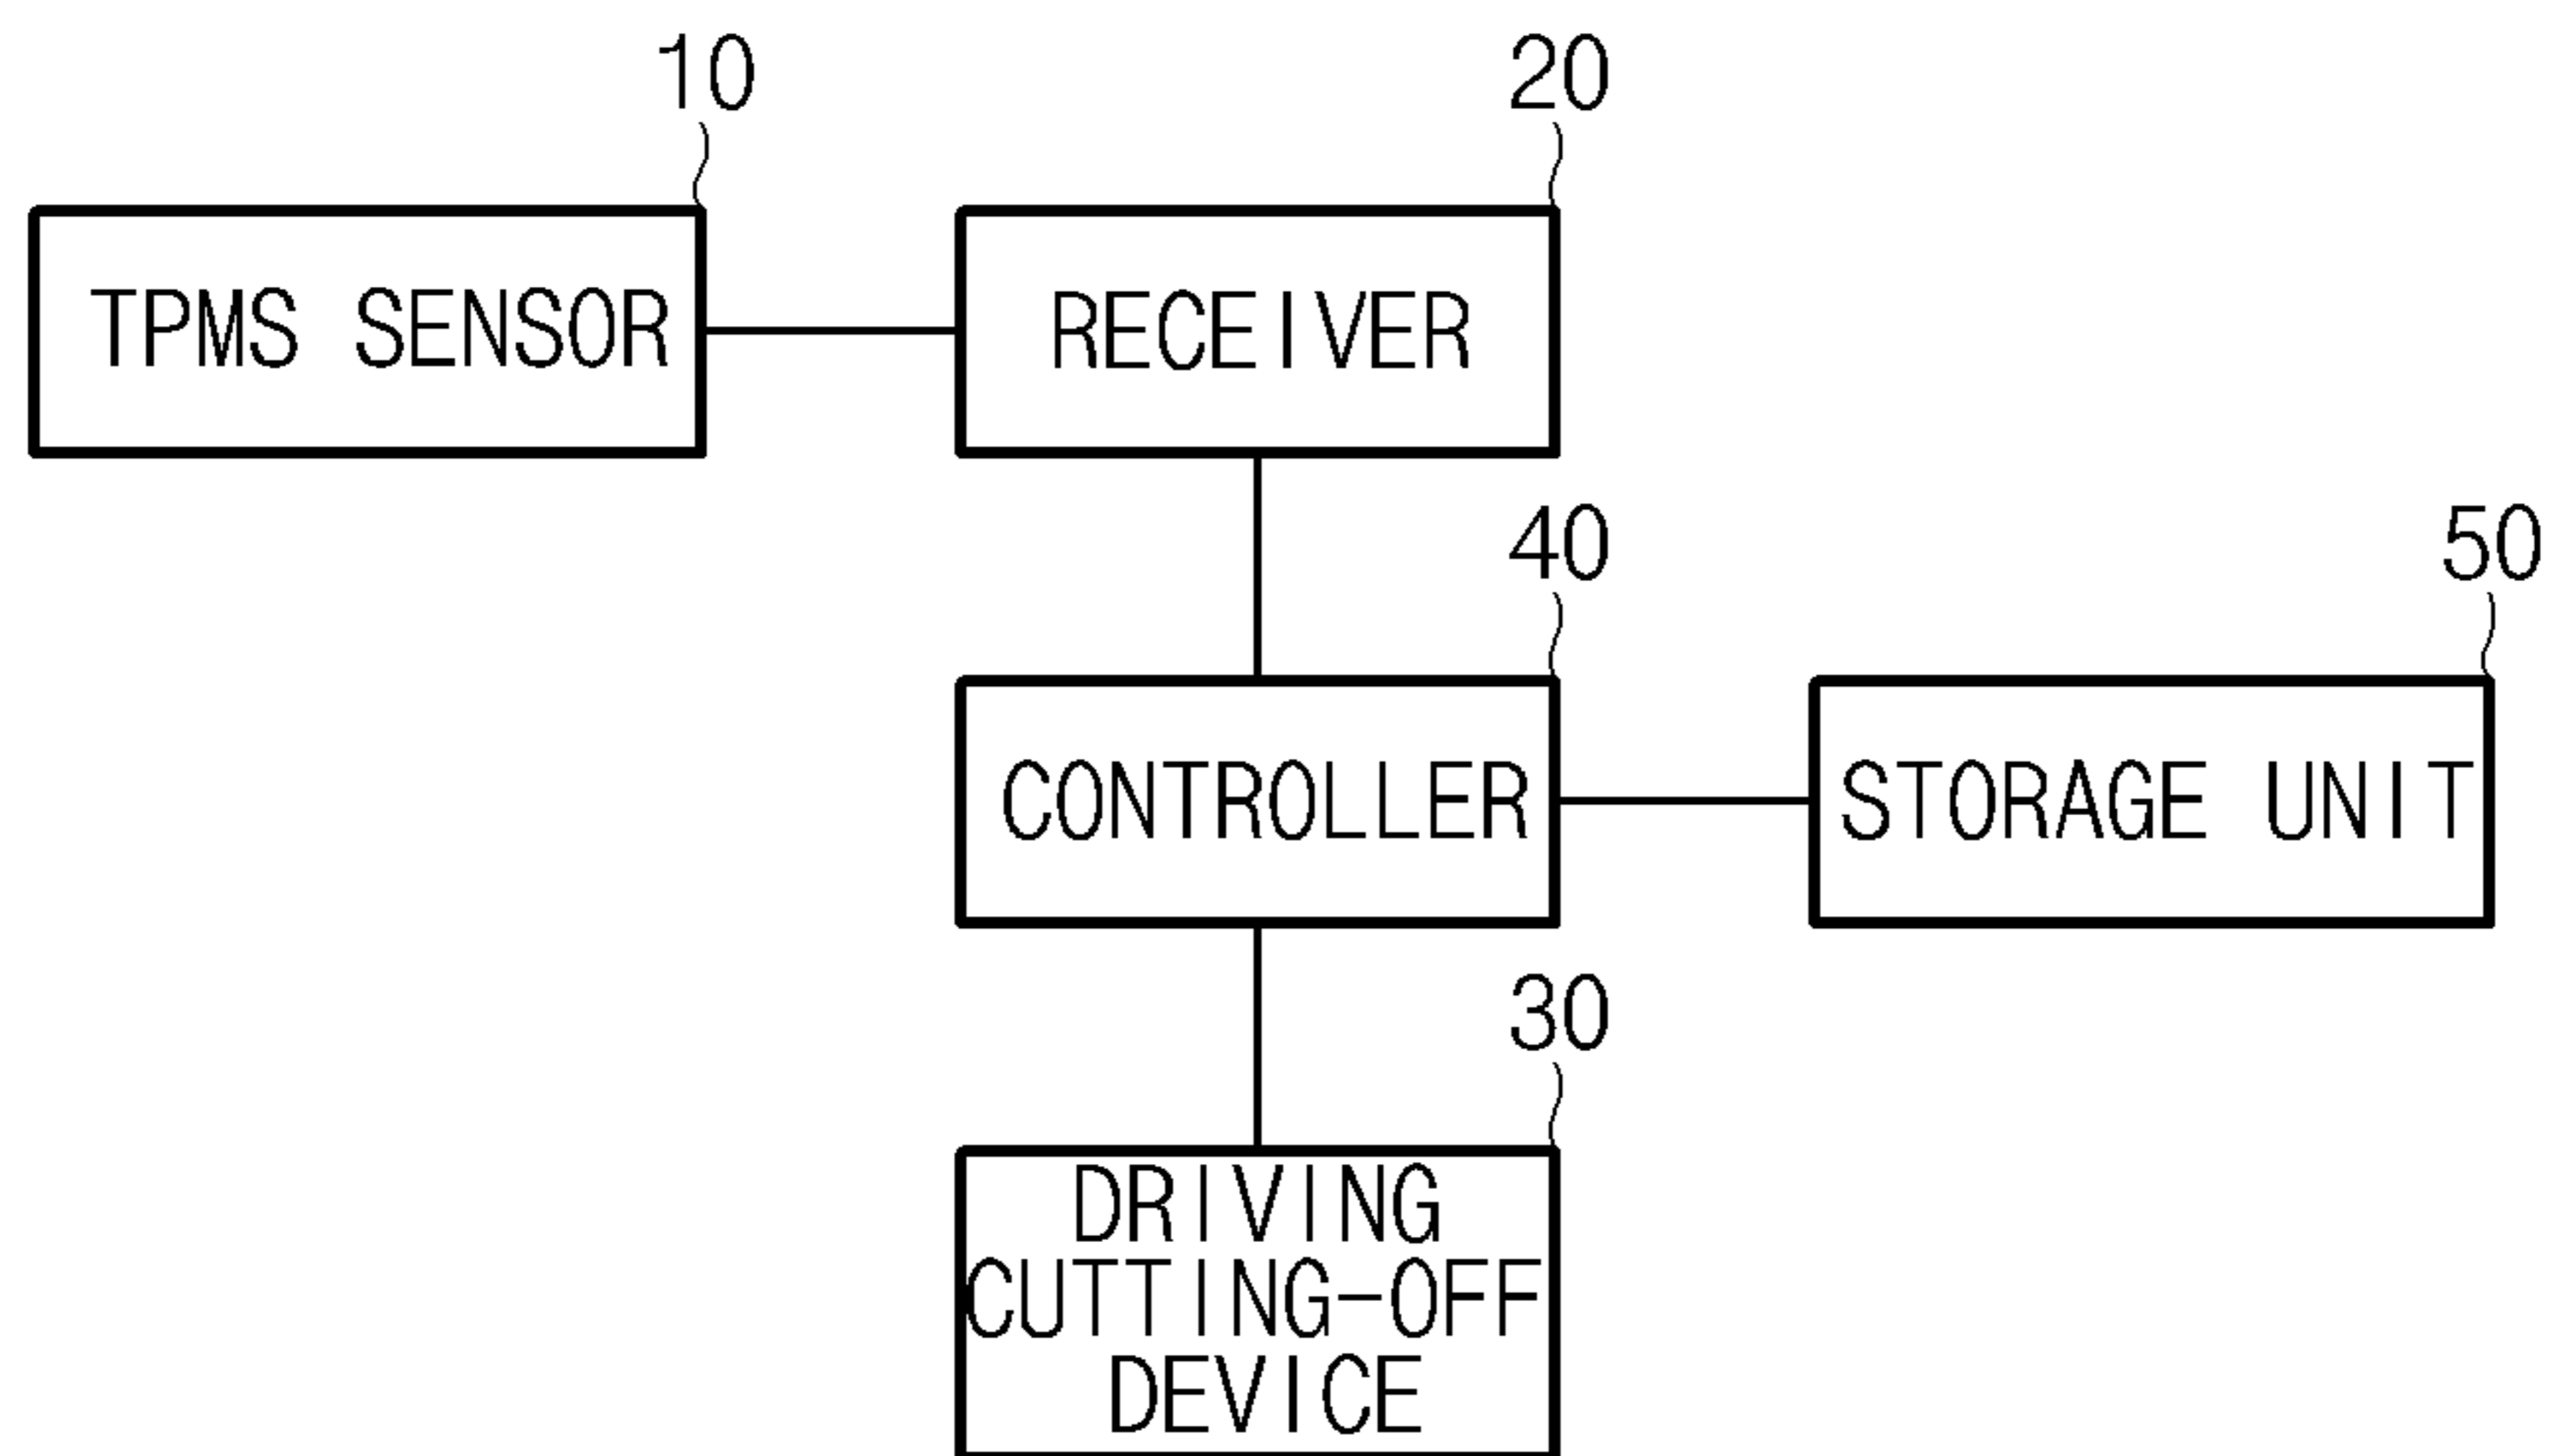 10
20
TPMS SENSOR
RECEIVER
40
50
CONTROLLER
STORAGE UNIT
30
DRIVING
CUTTING-OFF
DEVICE